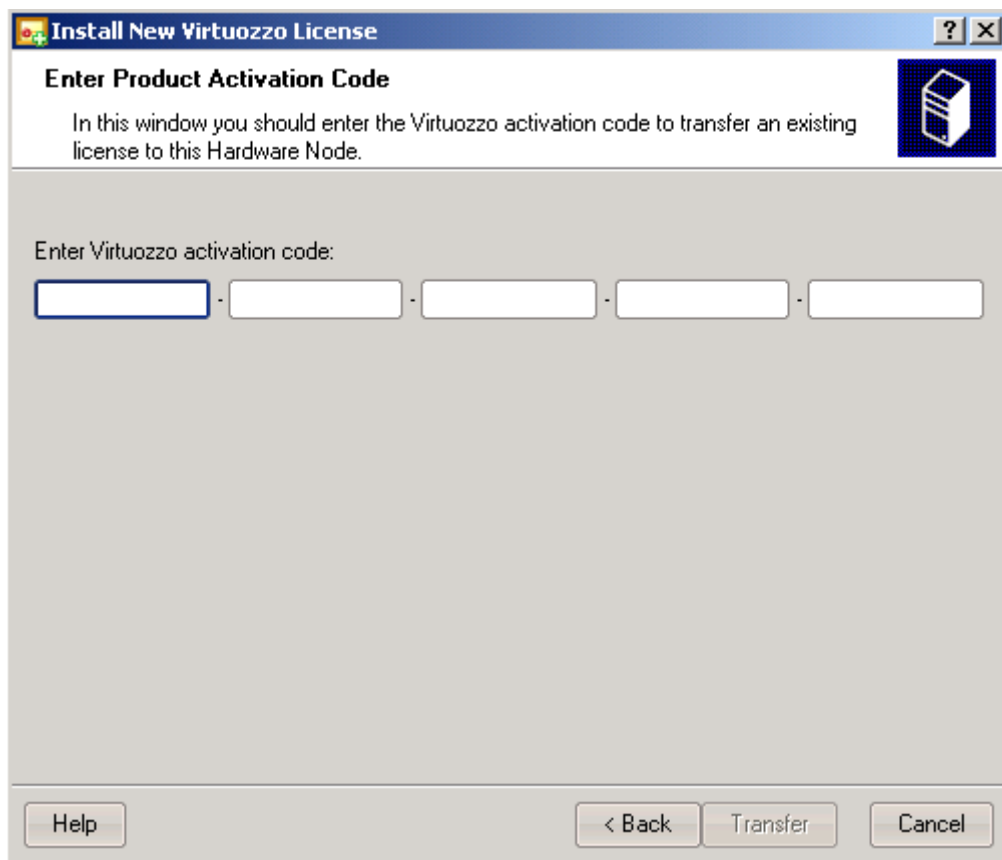 Install New Virtuozzo License
Enter Product Activation Code
In this window you should enter the Virtuozzo activation code to transfer an existing
license to this Hardware Node.
Enter Virtuozzo activation code:
- - - -
Help < Back Transfer Cancel